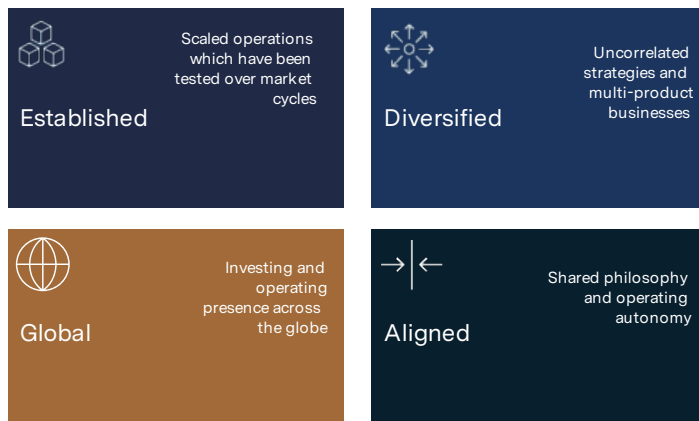 Established
Scaled operations
which have been
tested over market
cycles
Diversified
Uncorrelated
strategies and
multi-product
businesses
Global
Investing and
operating
presence across
the globe
Aligned
Shared philosophy
and operating
autonomy